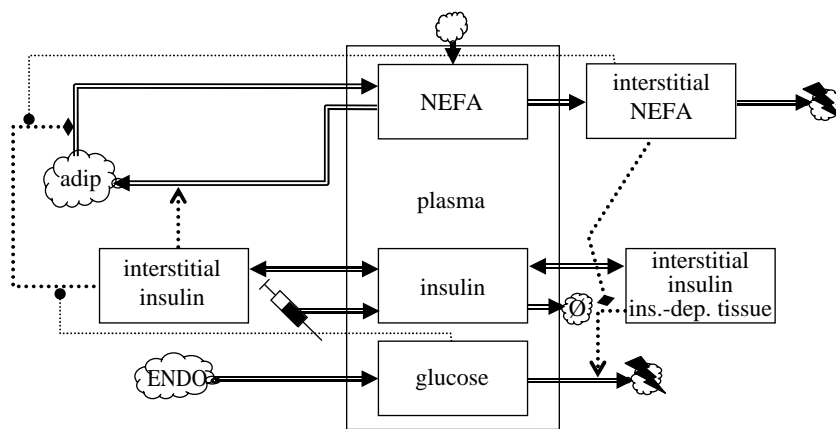 NEFA
interstitial
NEFA
adip
plasma
interstitial
insulin
insulin
Ø
interstitial
insulin
ins.-dep. tissue
ENDO
glucose